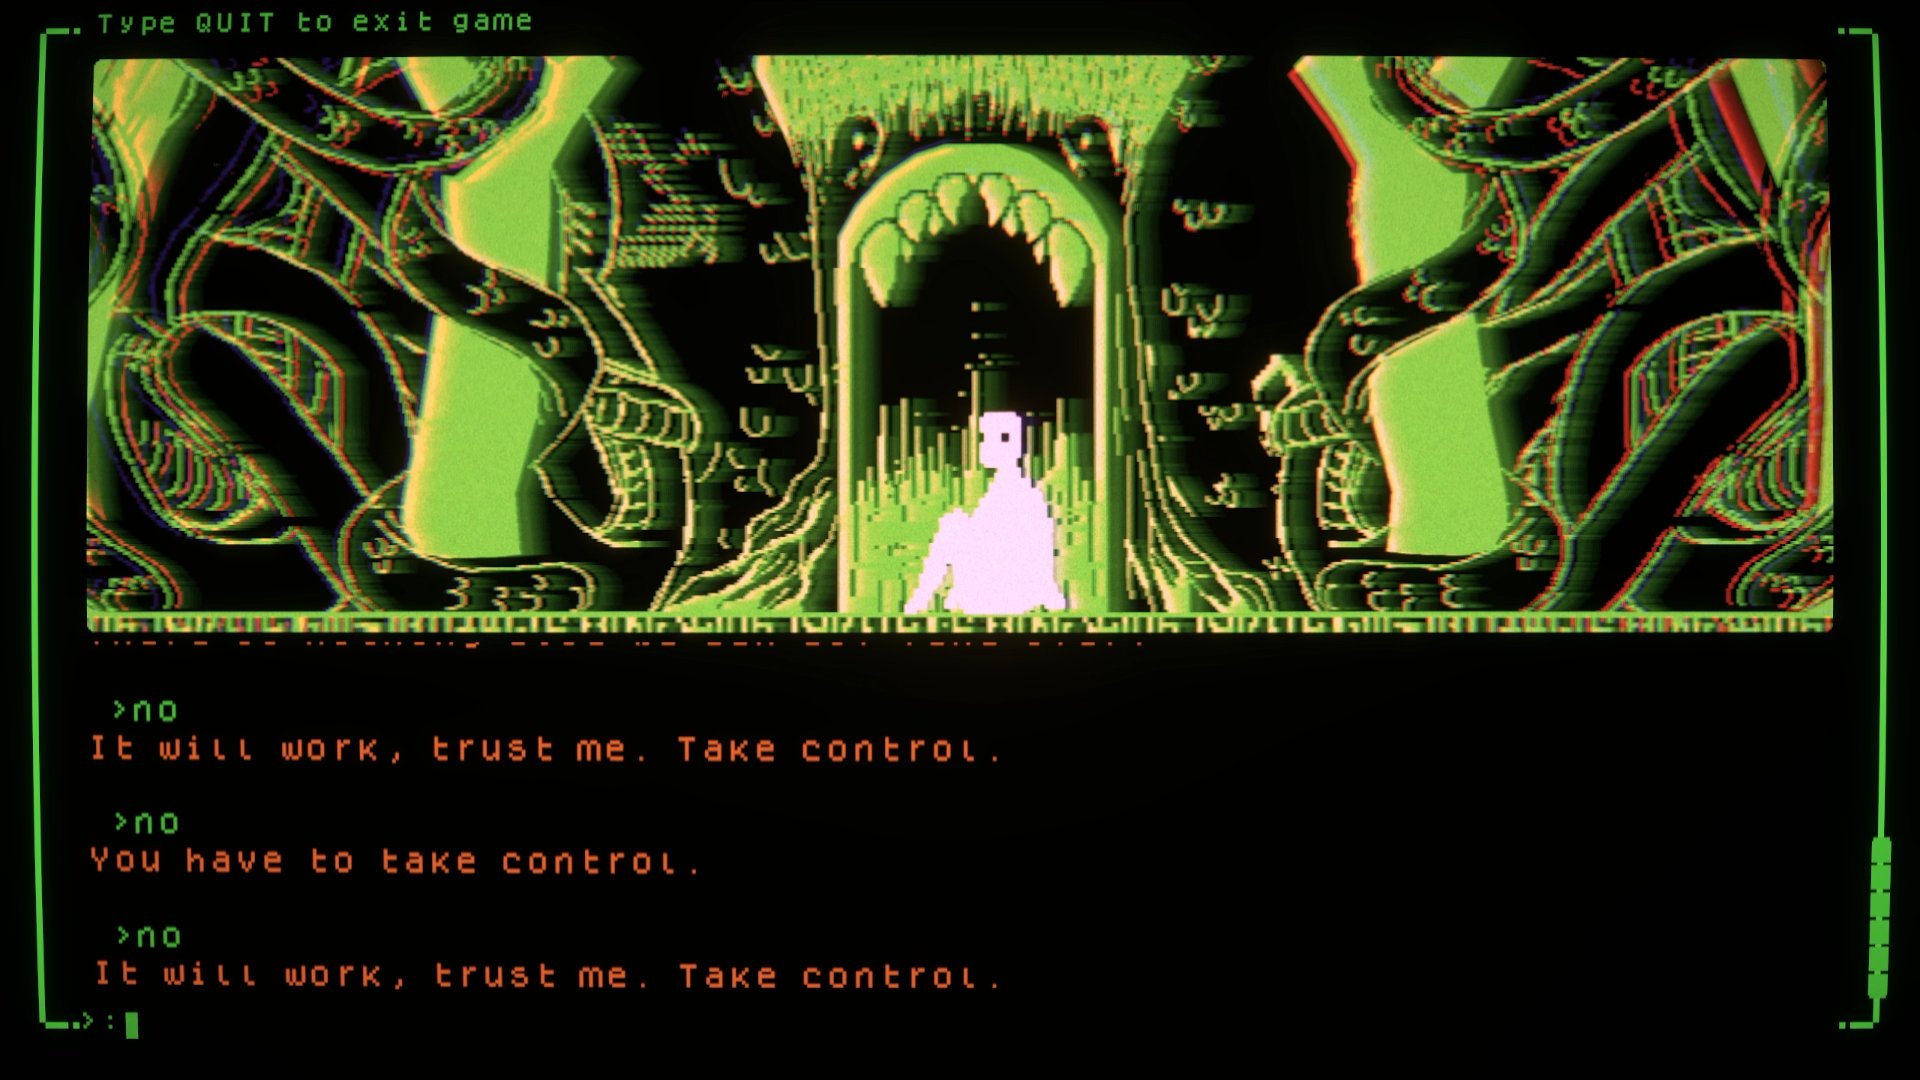 Type QUIT to exit game
>no
It will work, trust me. Take control.
>no
You have to take control.
>no
It will work, trust me. Take control.
>: